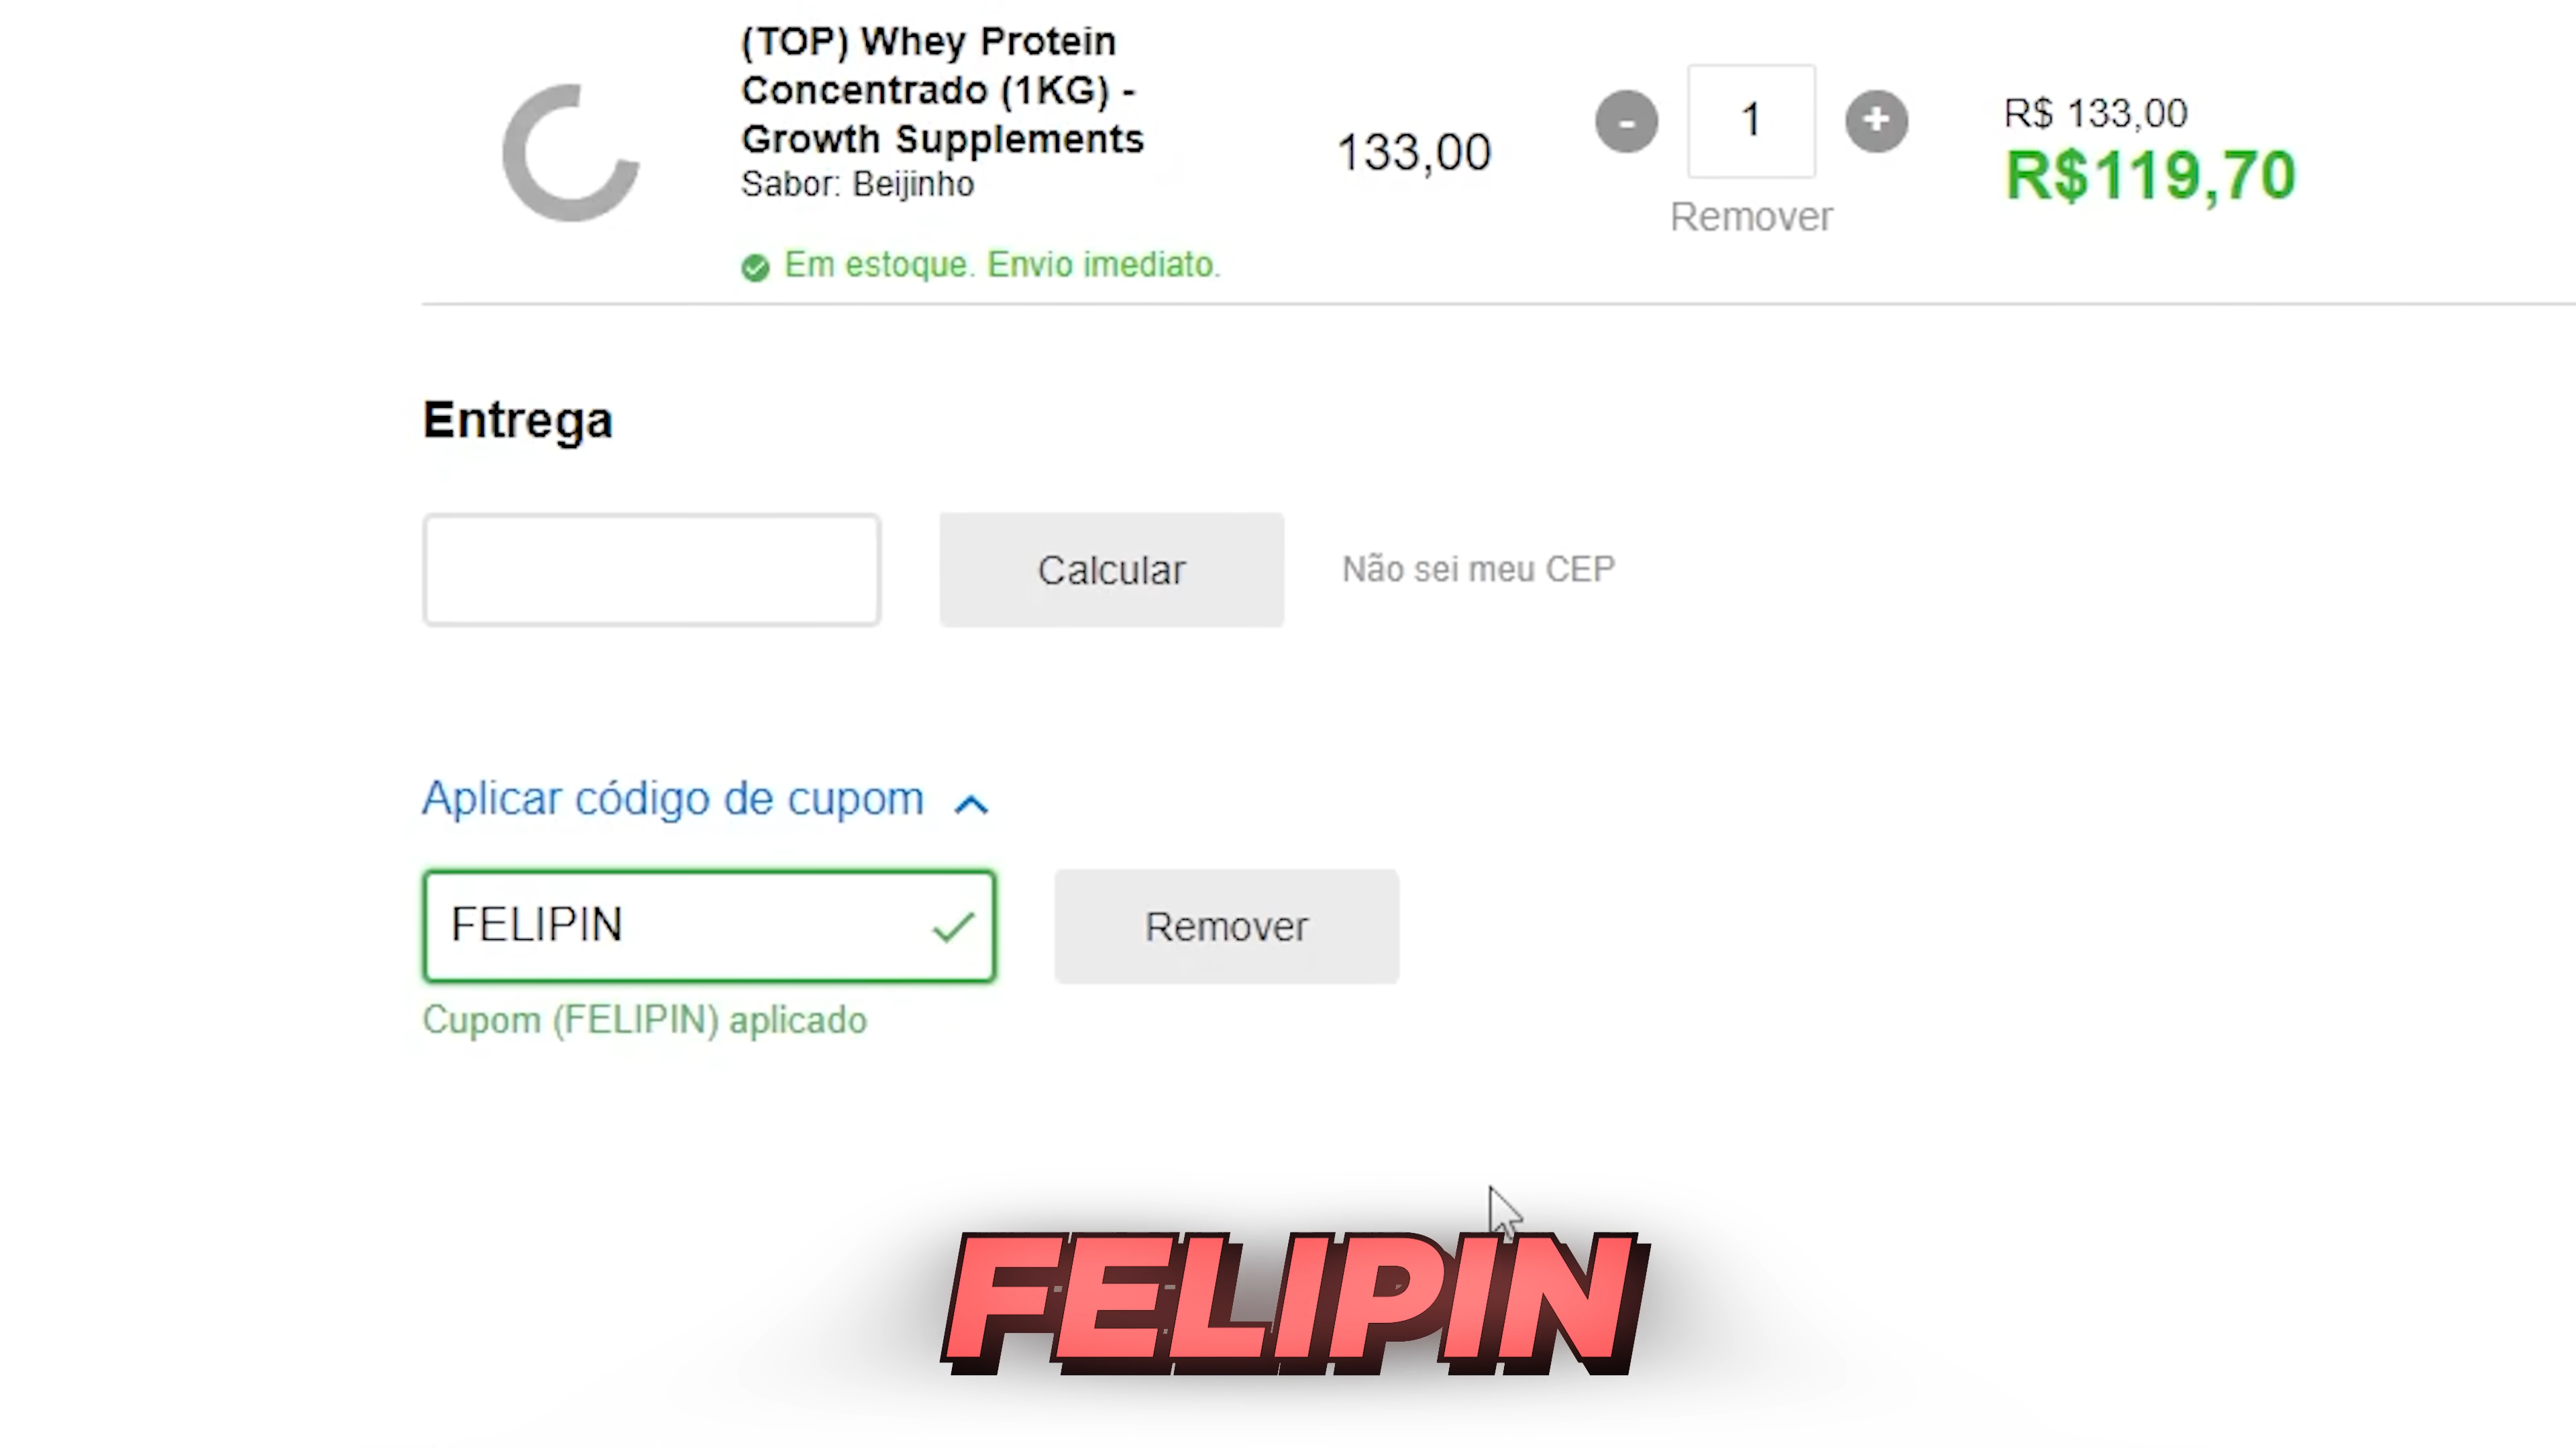 (TOP) Whey Protein
Concentrado (1KG) -
Growth Supplements
Sabor: Beijinho
Em estoque. Envio imediato.
133,00
- 1 +
Remover
R$ 133,00
R$119,70
Entrega
Calcular
Não sei meu CEP
Aplicar código de cupom
FELIPIN
Remover
Cupom (FELIPIN) aplicado
FELIPIN